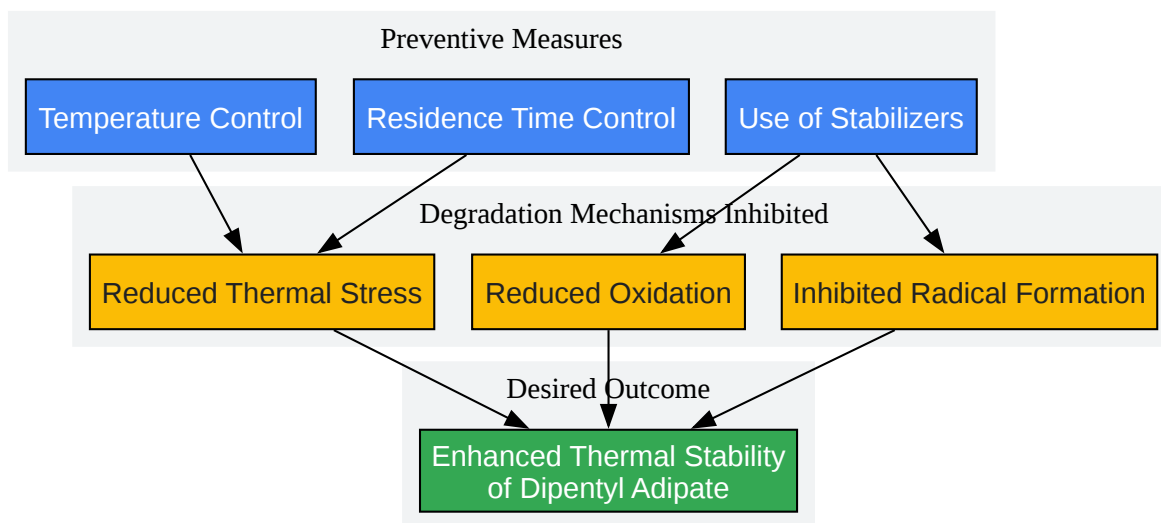 Preventive Measures
Temperature Control
Residence Time Control
Use of Stabilizers
Degradation Mechanisms Inhibited
Reduced Thermal Stress
Reduced Oxidation
Inhibited Radical Formation
Desired Outcome
Enhanced Thermal Stability
of Dipentyl Adipate